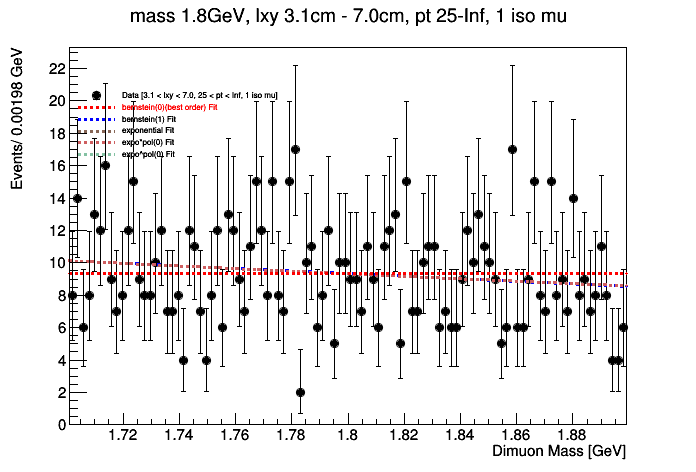 mass 1.8GeV, lxy 3.1cm - 7.0cm, pt 25-Inf, 1 iso mu
Events/ 0.00198 GeV
22
20
18
16
14
12
10
8
6
4
2
0
Data [3.1 < lxy < 7.0, 25 < pt < Inf, 1 iso mu]
bernstein(0)(best order) Fit
bernstein(1) Fit
exponential Fit
expo*pol(0) Fit
expo*pol(0) Fit
1.72 1.74 1.76 1.78 1.8 1.82 1.84 1.86 1.88
Dimuon Mass [GeV]